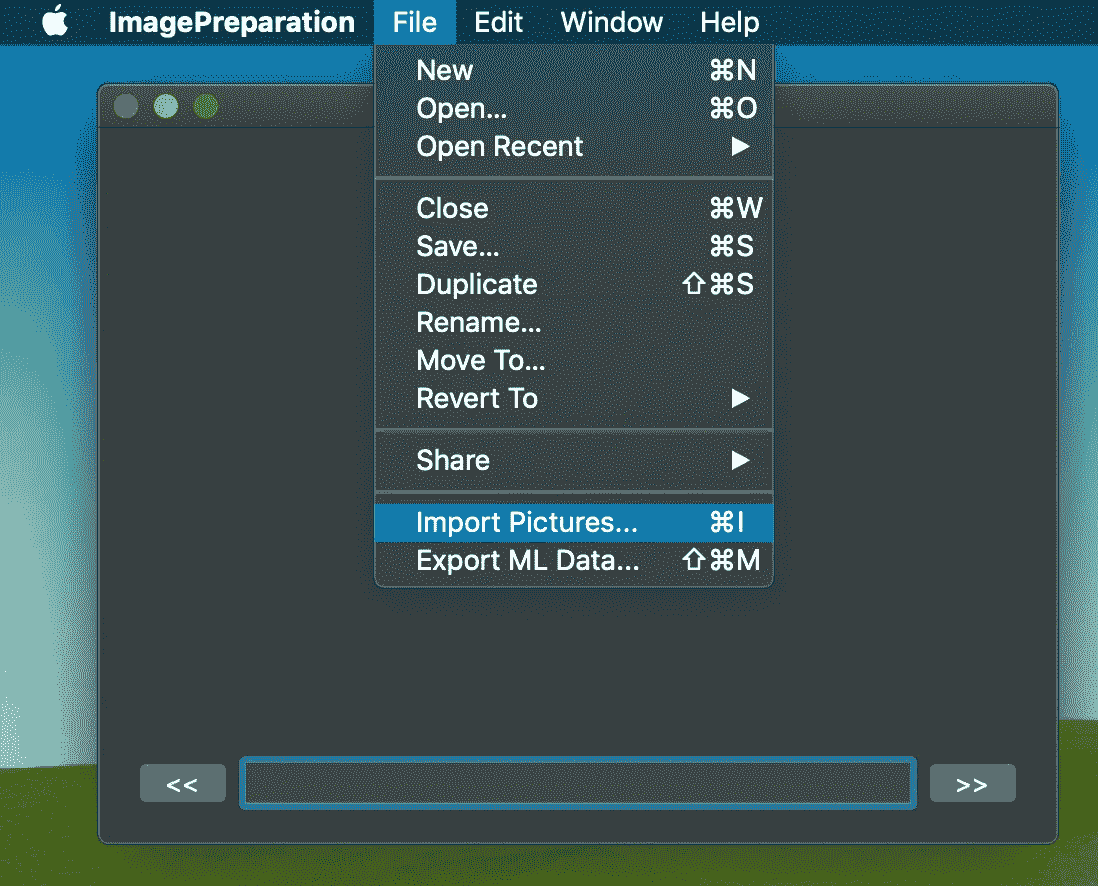 ImagePreparation File Edit Window Help
New ⌘N
Open... ⌘O
Open Recent ▶
Close ⌘W
Save... ⌘S
Duplicate ⇧⌘S
Rename...
Move To...
Revert To ▶
Share ▶
Import Pictures... ⌘I
Export ML Data... ⇧⌘M
<< >>